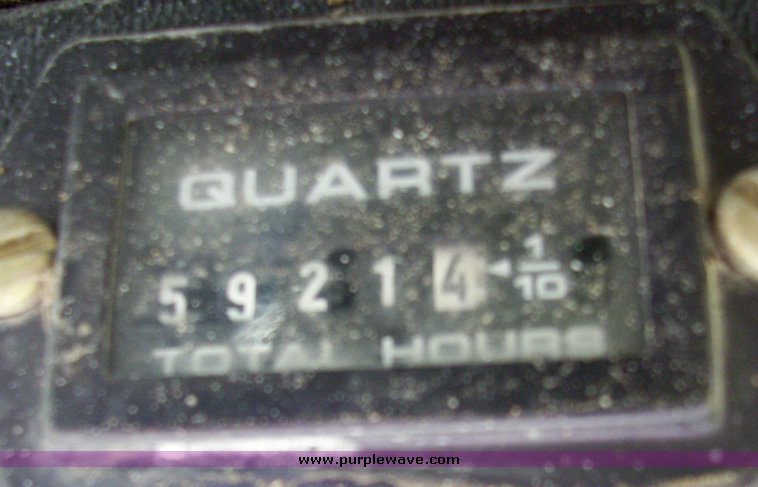 QUARTZ
5 9 2 1 4 1/10
TOTAL HOURS
www.purplewave.com